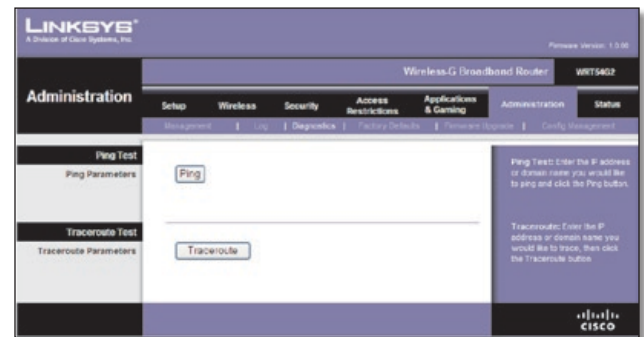 LINKSYS®
A Division of Cisco Systems, Inc.
Firmware Version: 1.0.00
Wireless-G Broadband Router WRT54G2
Administration
Setup Wireless Security Access Restrictions Applications & Gaming Administration Status
Management | Log | Diagnostics | Factory Defaults | Firmware Upgrade | Config Management
Ping Test
Ping Parameters
Ping
Ping Test: Enter the IP address
or domain name you would like
to ping and click the Ping button.
Traceroute Test
Traceroute Parameters
Traceroute
Traceroute: Enter the IP
address or domain name you
would like to trace, then click
the Traceroute button.
CISCO